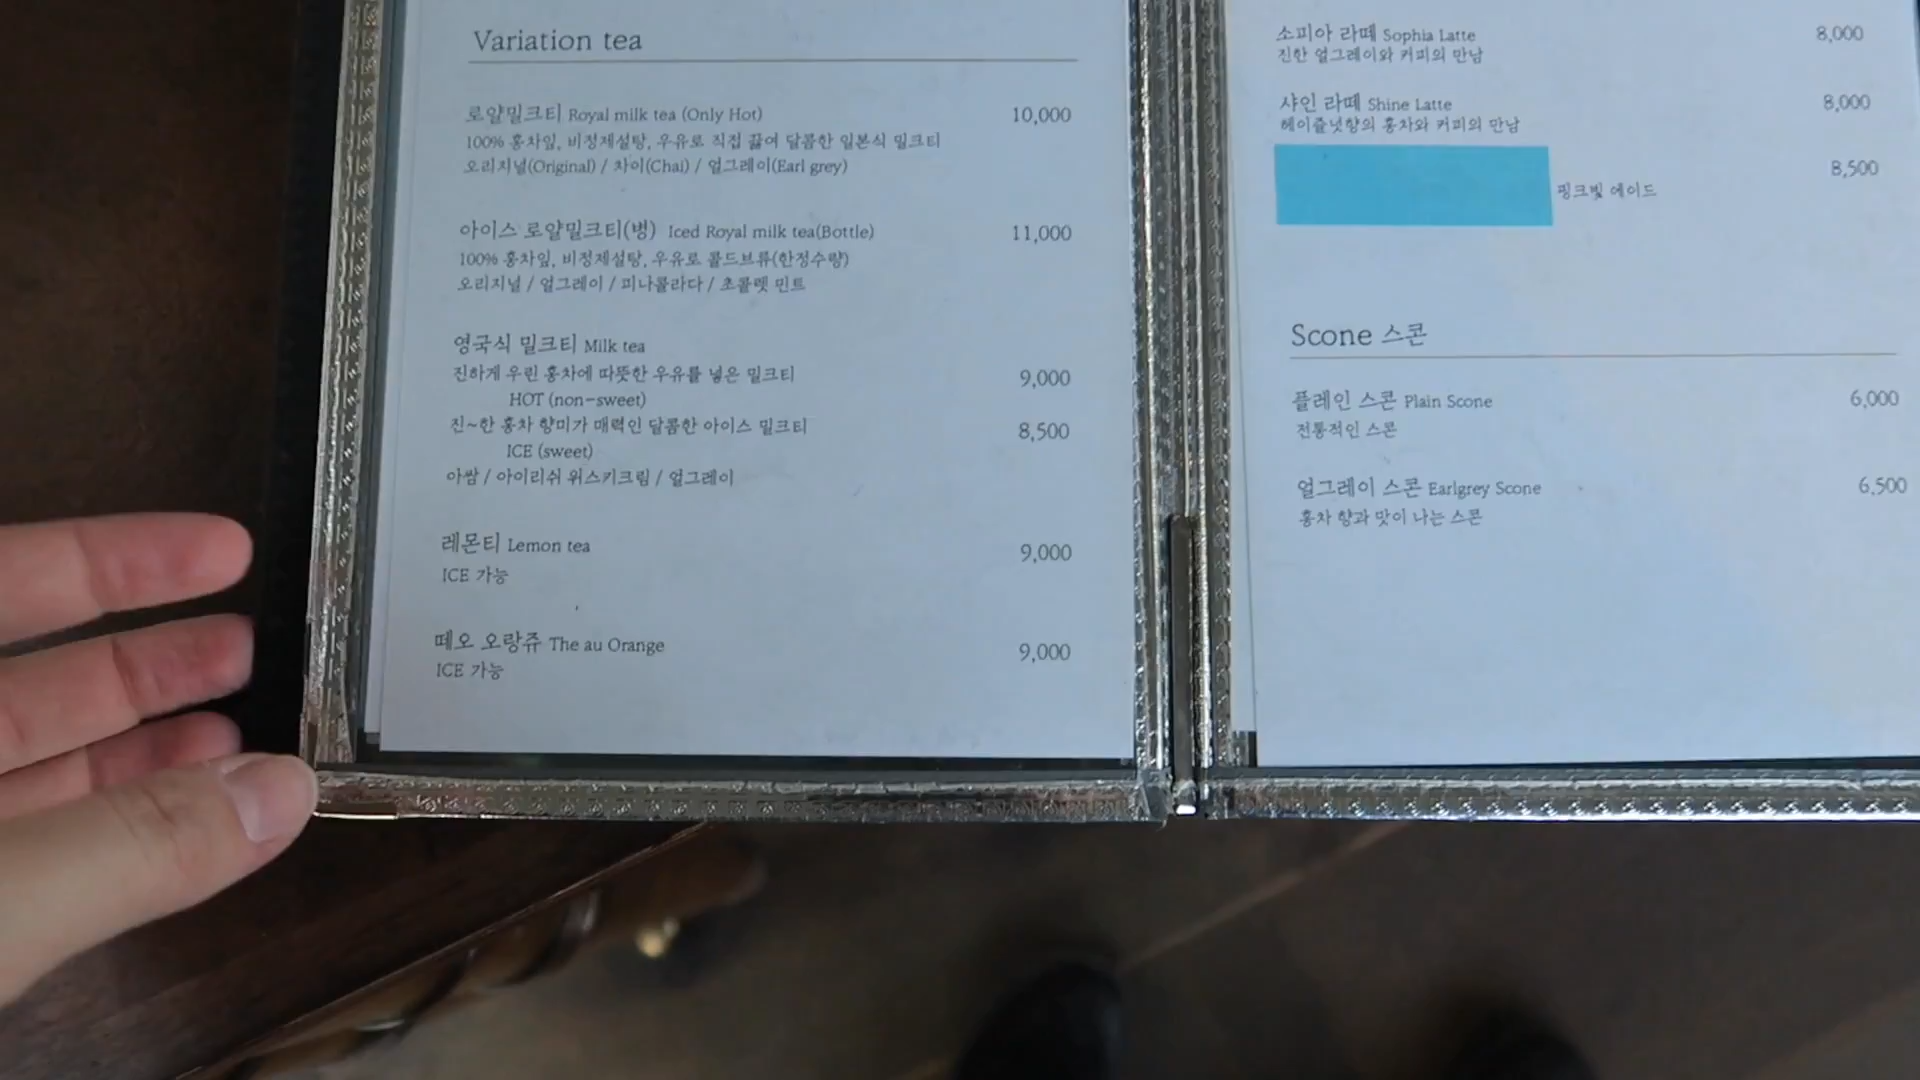 Variation tea
로얄밀크티 Royal milk tea (Only Hot) 10,000
100% 홍차잎, 비정제설탕, 우유로 직접 끓여 달콤한 일본식 밀크티
오리지널(Original) / 차이(Chai) / 얼그레이(Earl grey)
아이스 로얄밀크티(병) Iced Royal milk tea(Bottle) 11,000
100% 홍차잎, 비정제설탕, 우유로 콜드브류(한정수량)
오리지널 / 얼그레이 / 피나콜라다 / 초콜렛 민트
영국식 밀크티 Milk tea
진하게 우린 홍차에 따뜻한 우유를 넣은 밀크티 9,000
HOT (non-sweet)
진~한 홍차 향미가 매력인 달콤한 아이스 밀크티 8,500
ICE (sweet)
아쌈 / 아이리쉬 위스키크림 / 얼그레이
레몬티 Lemon tea 9,000
ICE 가능
떼오 오랑쥬 The au Orange 9,000
ICE 가능
소피아 라떼 Sophia Latte 8,000
진한 얼그레이와 커피의 만남
샤인 라떼 Shine Latte 8,000
헤이즐넛향의 홍차와 커피의 만남
8,500
핑크빛 에이드
Scone 스콘
플레인 스콘 Plain Scone 6,000
전통적인 스콘
얼그레이 스콘 Earlgrey Scone 6,500
홍차 향과 맛이 나는 스콘